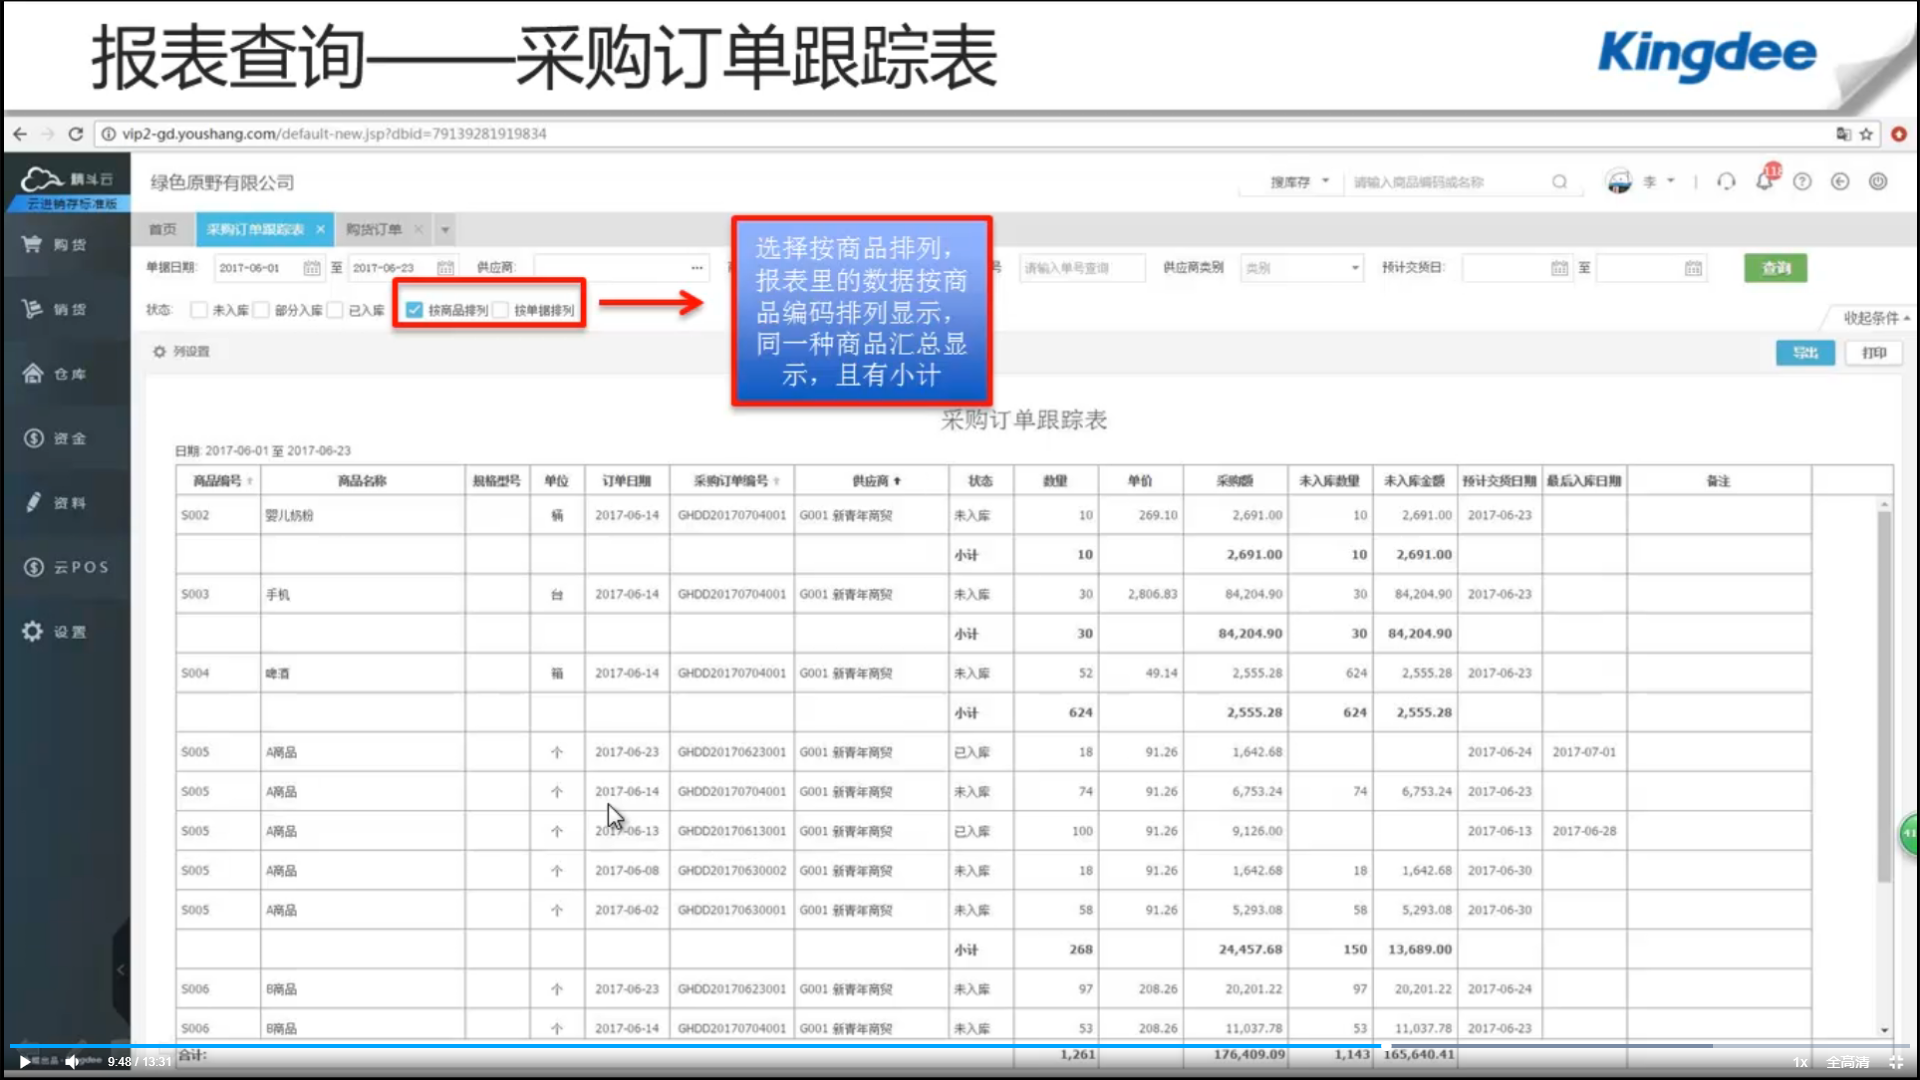 报表查询——采购订单跟踪表
Kingdee
vip2-gd.youshang.com/default-new.jsp?dbid=79139281919834
精斗云
云进销存标准版
绿色原野有限公司
搜库存 请输入商品编码或名称 李
首页 采购订单跟踪表 购货订单
单据日期: 2017-06-01 至 2017-06-23 供应商: 请输入单号查询 供应商类别 类别 预计交货日: 至 查询
状态: 未入库 部分入库 已入库 按商品排列 按单据排列 收起条件
选择按商品排列，
报表里的数据按商
品编码排列显示，
同一种商品汇总显
示，且有小计
列设置 导出 打印
购货
销货
仓库
资金
资料
云POS
设置
采购订单跟踪表
日期: 2017-06-01 至 2017-06-23
商品编号 商品名称 规格型号 单位 订单日期 采购订单编号 供应商 状态 数量 单价 采购额 未入库数量 未入库金额 预计交货日期 最后入库日期 备注
S002 婴儿奶粉 桶 2017-06-14 GHDD20170704001 G001 新青年商贸 未入库 10 269.10 2,691.00 10 2,691.00 2017-06-23
小计 10 2,691.00 10 2,691.00
S003 手机 台 2017-06-14 GHDD20170704001 G001 新青年商贸 未入库 30 2,806.83 84,204.90 30 84,204.90 2017-06-23
小计 30 84,204.90 30 84,204.90
S004 啤酒 箱 2017-06-14 GHDD20170704001 G001 新青年商贸 未入库 52 49.14 2,555.28 624 2,555.28 2017-06-23
小计 624 2,555.28 624 2,555.28
S005 A商品 个 2017-06-23 GHDD20170623001 G001 新青年商贸 已入库 18 91.26 1,642.68 2017-06-24 2017-07-01
S005 A商品 个 2017-06-14 GHDD20170704001 G001 新青年商贸 未入库 74 91.26 6,753.24 74 6,753.24 2017-06-23
S005 A商品 个 2017-06-13 GHDD20170613001 G001 新青年商贸 已入库 100 91.26 9,126.00 2017-06-13 2017-06-28
S005 A商品 个 2017-06-08 GHDD20170630002 G001 新青年商贸 未入库 18 91.26 1,642.68 18 1,642.68 2017-06-30
S005 A商品 个 2017-06-02 GHDD20170630001 G001 新青年商贸 未入库 58 91.26 5,293.08 58 5,293.08 2017-06-30
小计 268 24,457.68 150 13,689.00
S006 B商品 个 2017-06-23 GHDD20170623001 G001 新青年商贸 未入库 97 208.26 20,201.22 97 20,201.22 2017-06-24
S006 B商品 个 2017-06-14 GHDD20170704001 G001 新青年商贸 未入库 53 208.26 11,037.78 53 11,037.78 2017-06-23
合计: 1,261 176,409.09 1,143 165,640.41
9:48 / 13:31 1x 全高清